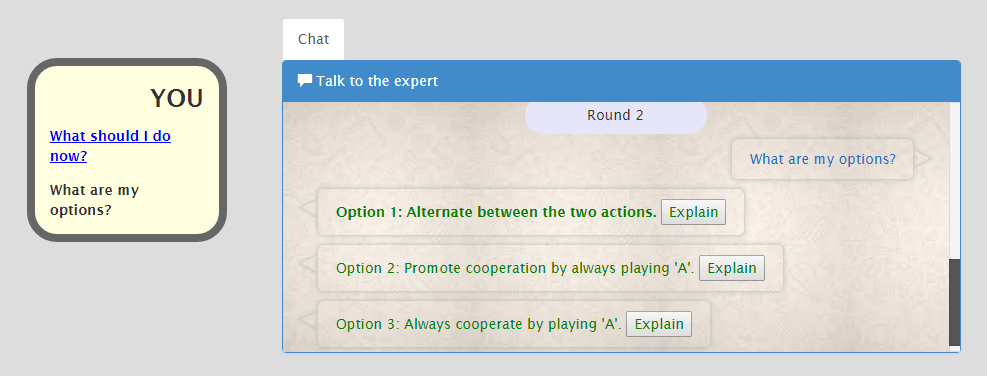 Chat
Talk to the expert
YOU
What should I do
now?
What are my
options?
Round 2
What are my options?
Option 1: Alternate between the two actions. Explain
Option 2: Promote cooperation by always playing 'A'. Explain
Option 3: Always cooperate by playing 'A'. Explain